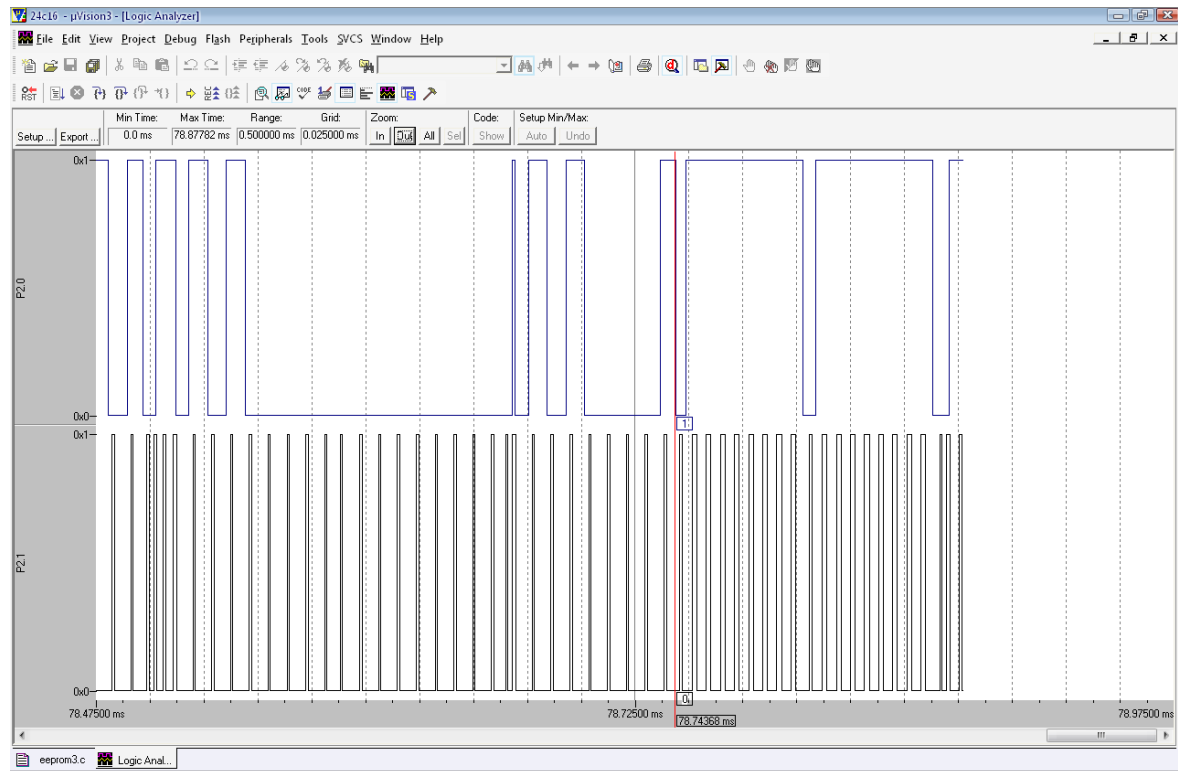 24c16 - µVision3 - [Logic Analyzer]
File Edit View Project Debug Flash Peripherals Tools SVCS Window Help
RST CODE
Min Time: Max Time: Range: Grid: Zoom: Code: Setup Min/Max:
Setup ... Export ... 0.0 ms 78.87782 ms 0.500000 ms 0.025000 ms In Out All Sel Show Auto Undo
0x1
P2.0
0x0
1
0x1
P2.1
0x0
0
78.47500 ms 78.72500 ms 78.97500 ms
78.74368 ms
eeprom3.c Logic Anal...